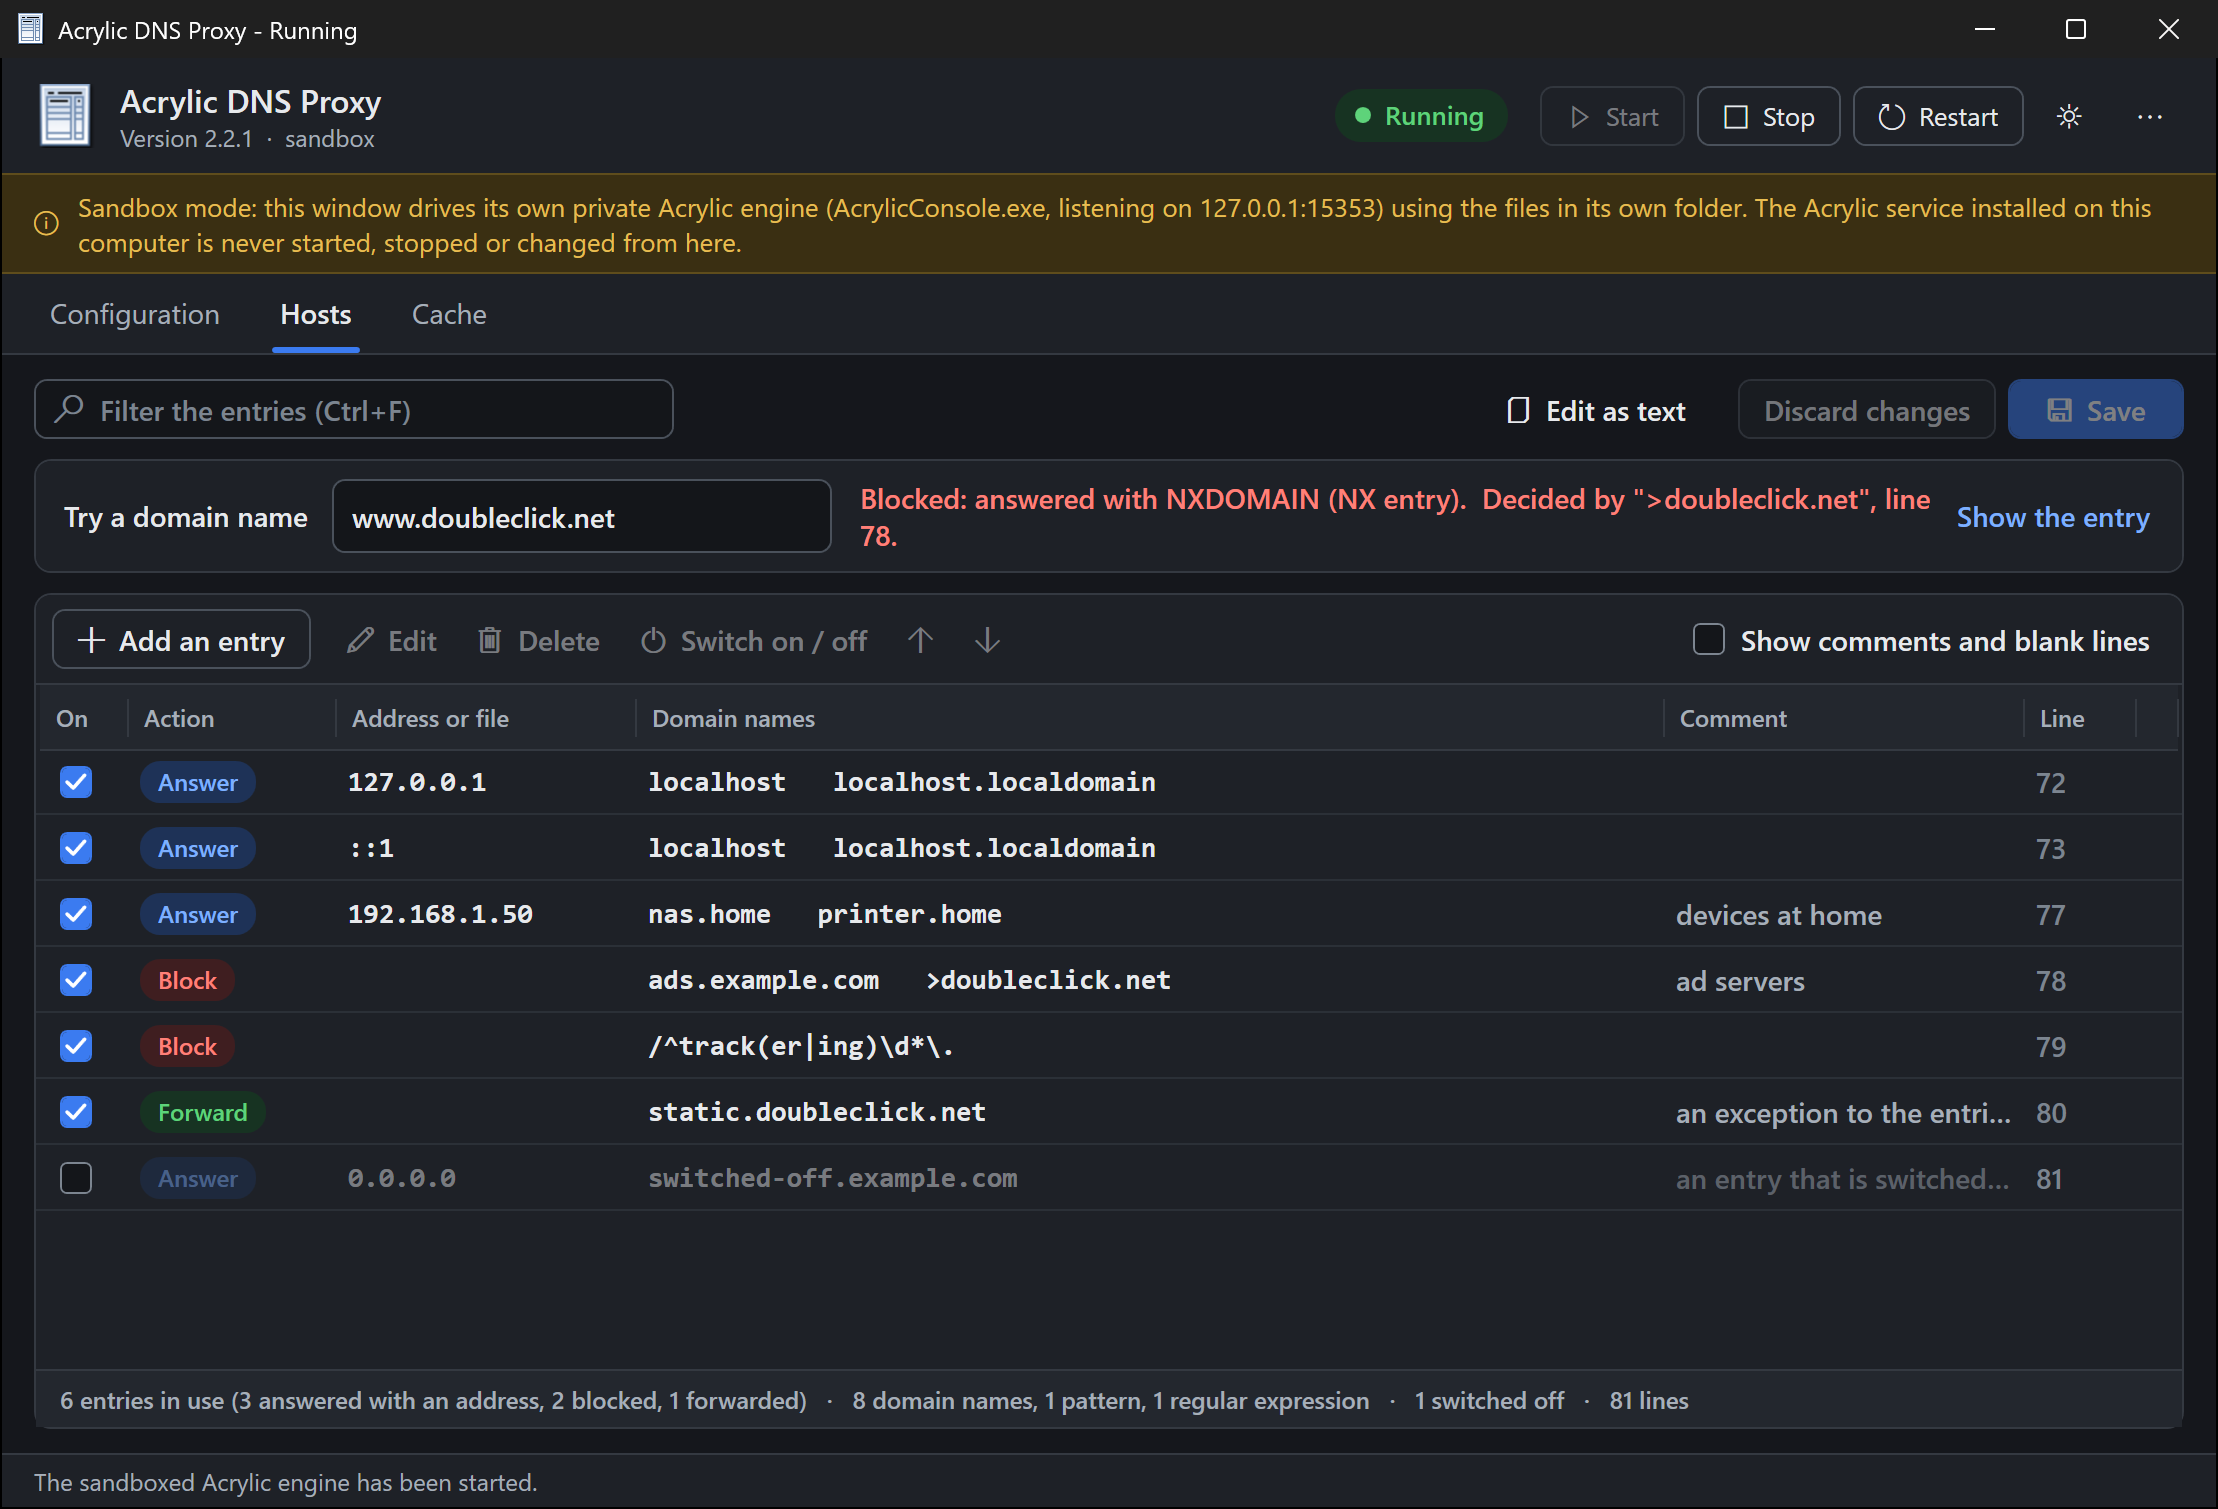 Acrylic DNS Proxy - Running
Acrylic DNS Proxy
Version 2.2.1 · sandbox
Running
Start
Stop
Restart
Sandbox mode: this window drives its own private Acrylic engine (AcrylicConsole.exe, listening on 127.0.0.1:15353) using the files in its own folder. The Acrylic service installed on this
computer is never started, stopped or changed from here.
Configuration Hosts Cache
Filter the entries (Ctrl+F)
Edit as text
Discard changes
Save
Try a domain name
www.doubleclick.net
Blocked: answered with NXDOMAIN (NX entry). Decided by ">doubleclick.net", line
78.
Show the entry
Add an entry Edit Delete Switch on / off
Show comments and blank lines
On Action Address or file Domain names Comment Line
Answer 127.0.0.1 localhost localhost.localdomain 72
Answer ::1 localhost localhost.localdomain 73
Answer 192.168.1.50 nas.home printer.home devices at home 77
Block ads.example.com >doubleclick.net ad servers 78
Block /^track(er|ing)\d*\. 79
Forward static.doubleclick.net an exception to the entri... 80
Answer 0.0.0.0 switched-off.example.com an entry that is switched... 81
6 entries in use (3 answered with an address, 2 blocked, 1 forwarded) · 8 domain names, 1 pattern, 1 regular expression · 1 switched off · 81 lines
The sandboxed Acrylic engine has been started.